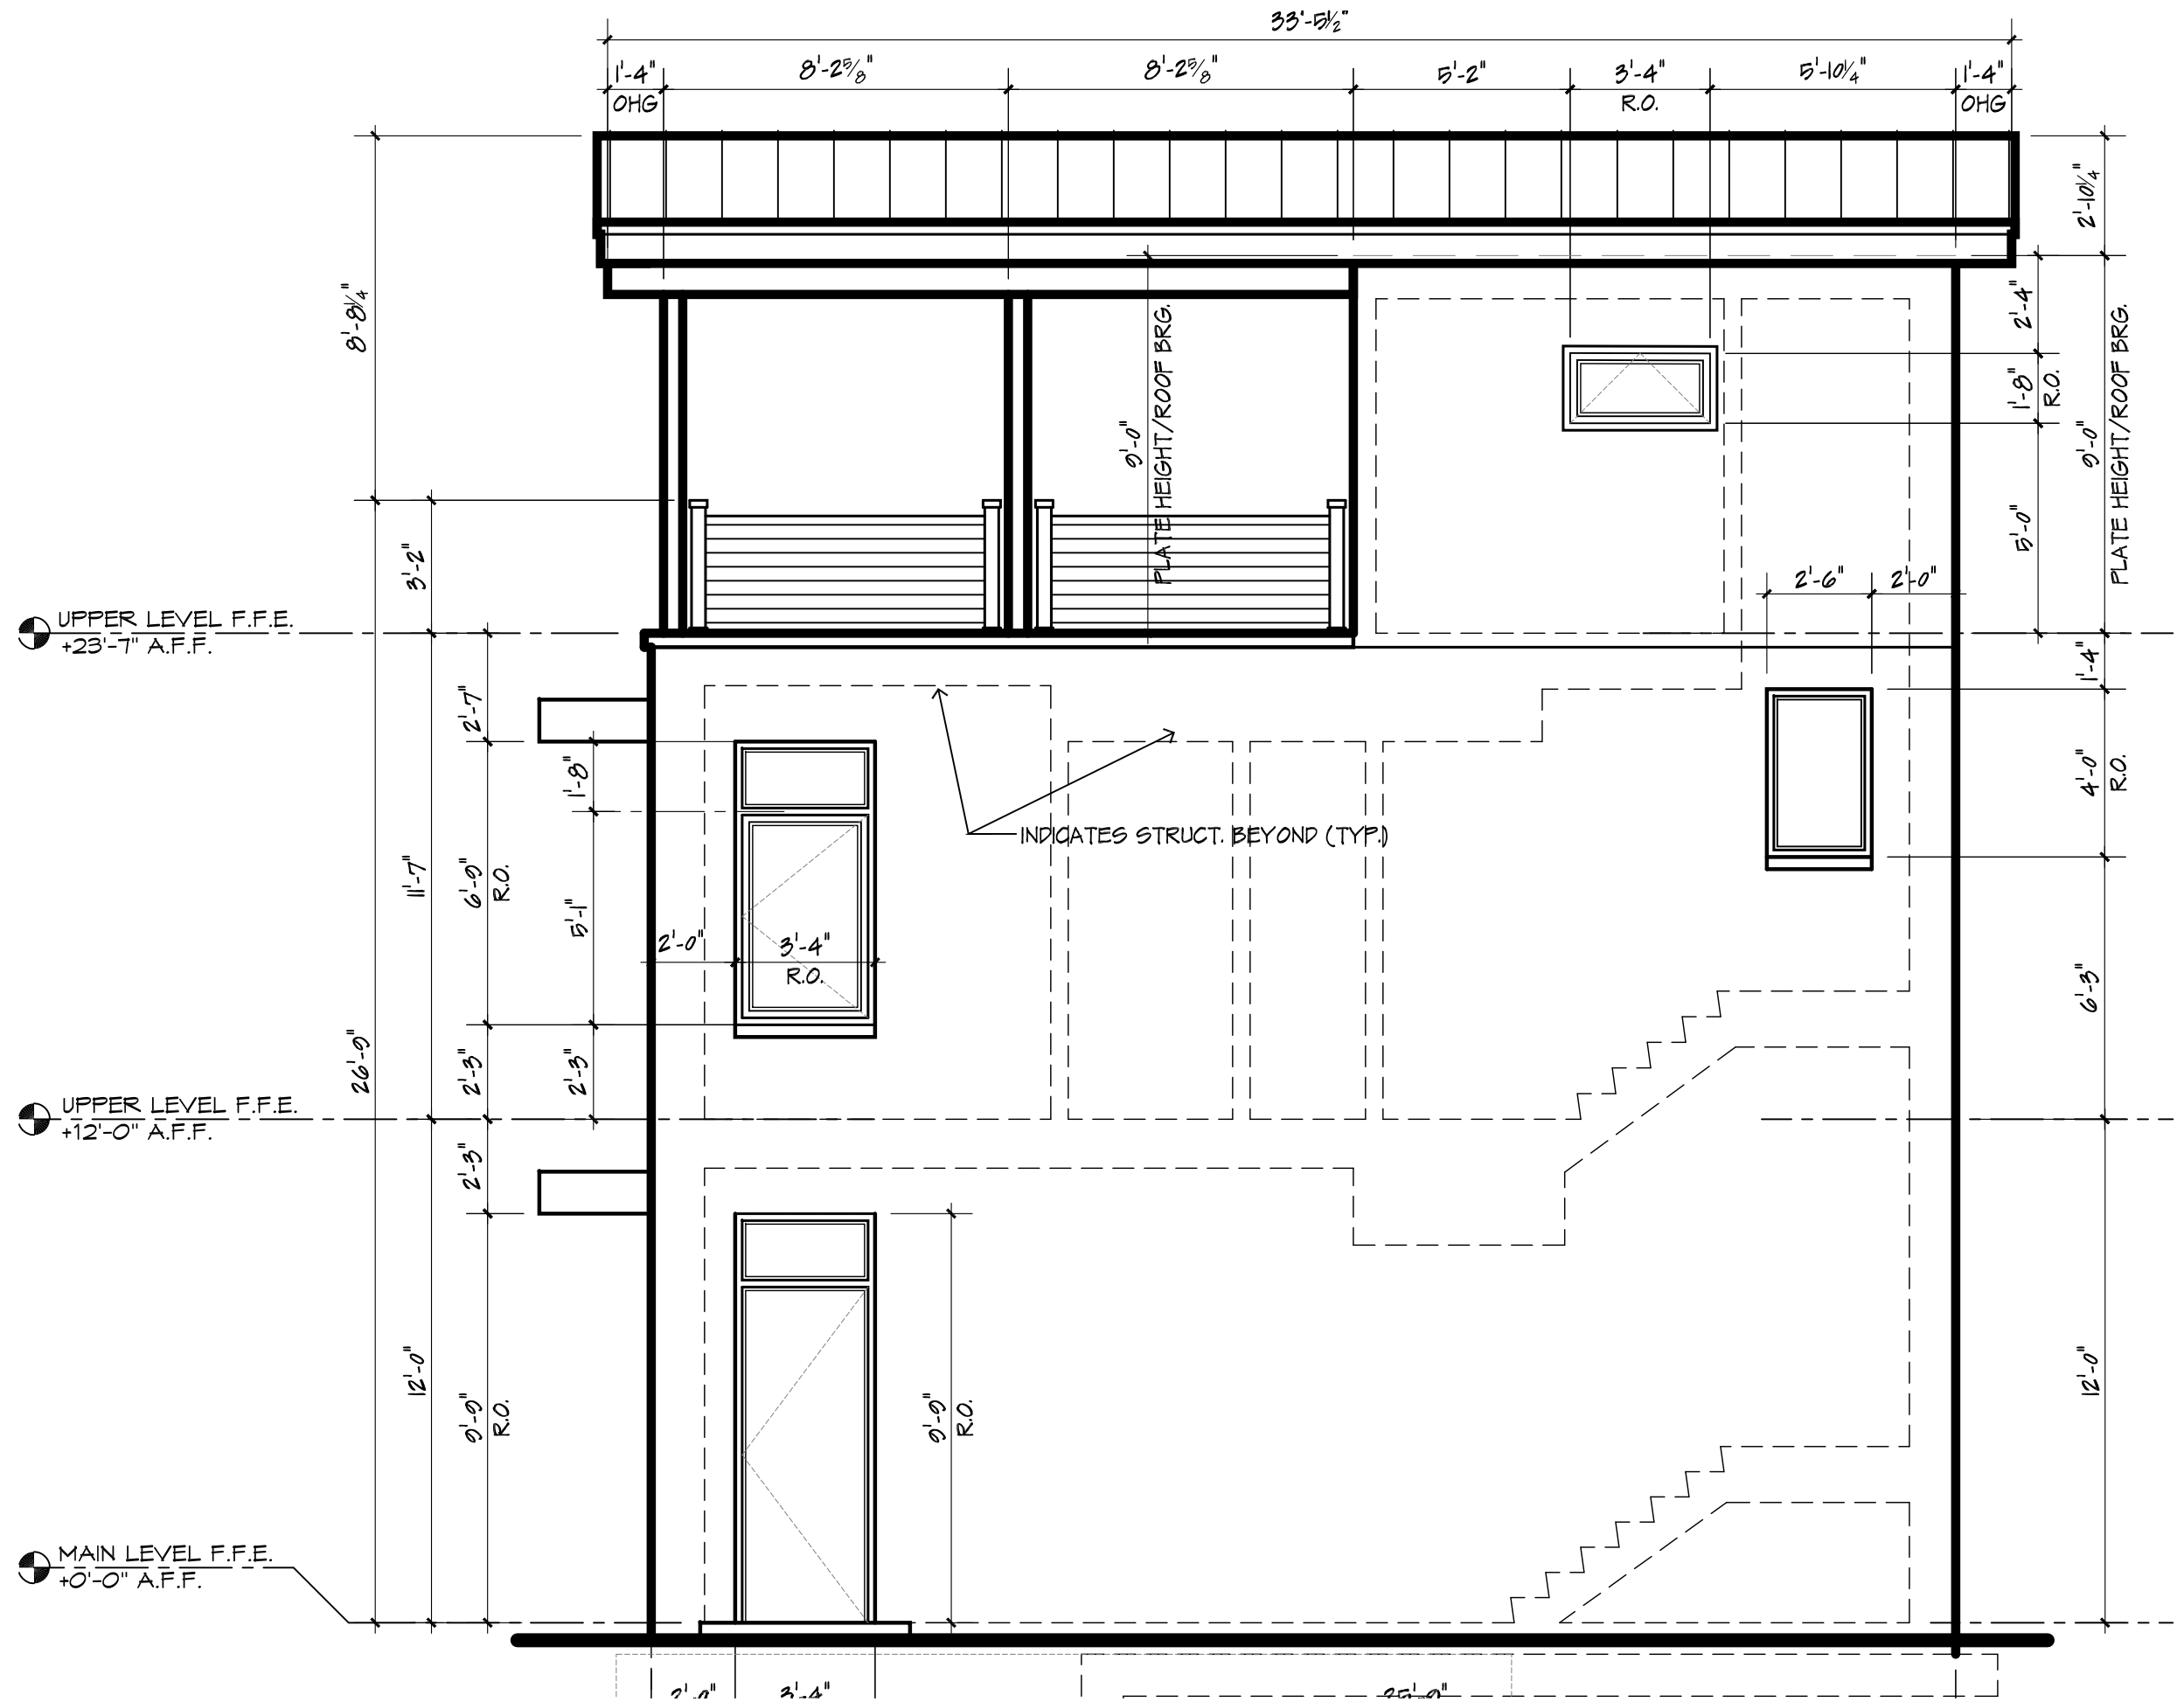 33'-5½"
1'-4"
OHG
8'-2⅝"
8'-2⅝"
5'-2"
3'-4"
R.O.
5'-10¼"
1'-4"
OHG
2'-10¼"
8'-8¼"
PLATE HEIGHT/ROOF BRG.
9'-0"
2'-4"
1'-8"
R.O.
5'-0"
9'-0"
PLATE HEIGHT/ROOF BRG.
3'-2"
2'-6"
2'-0"
UPPER LEVEL F.F.E.
+23'-7" A.F.F.
1'-4"
2'-7"
1'-8"
4'-0"
R.O.
INDICATES STRUCT. BEYOND (TYP.)
11'-7"
6'-9"
R.O.
5'-1"
2'-0"
3'-4"
R.O.
6'-3"
26'-9"
2'-3"
2'-3"
UPPER LEVEL F.F.E.
+12'-0" A.F.F.
2'-3"
12'-0"
9'-9"
R.O.
9'-9"
R.O.
12'-0"
MAIN LEVEL F.F.E.
+0'-0" A.F.F.
3'-4"